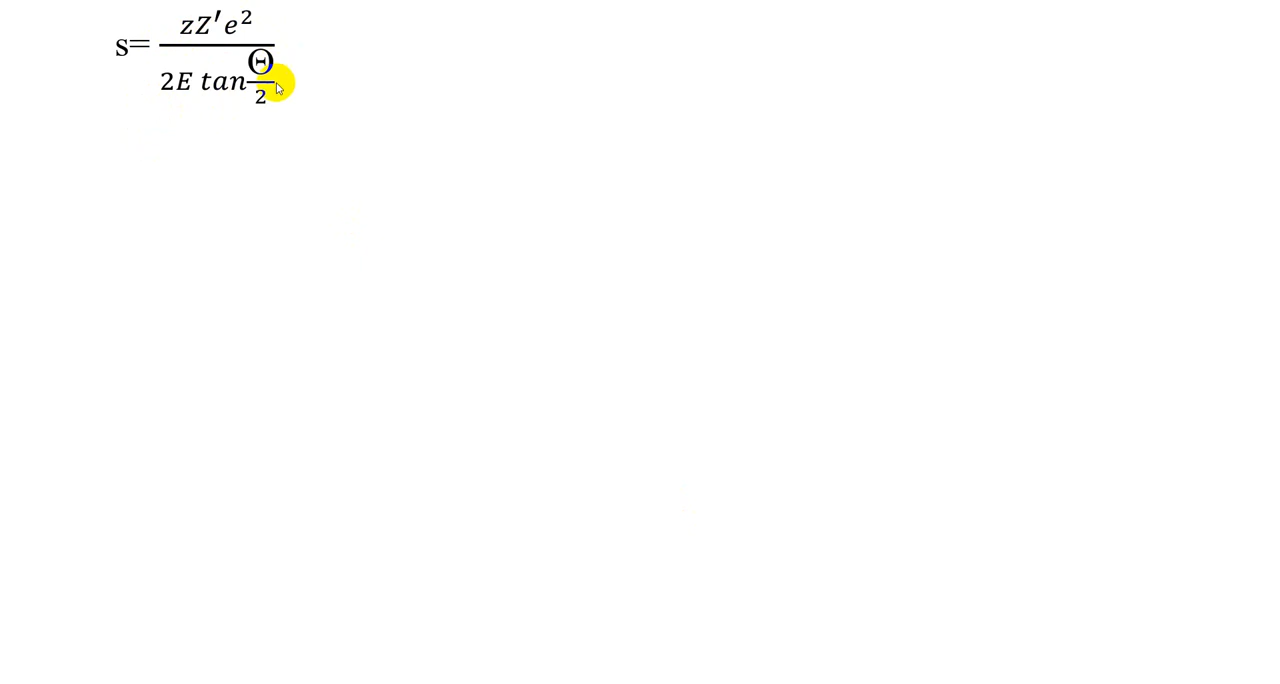 s= zZ′e² / 2E tan Θ/2